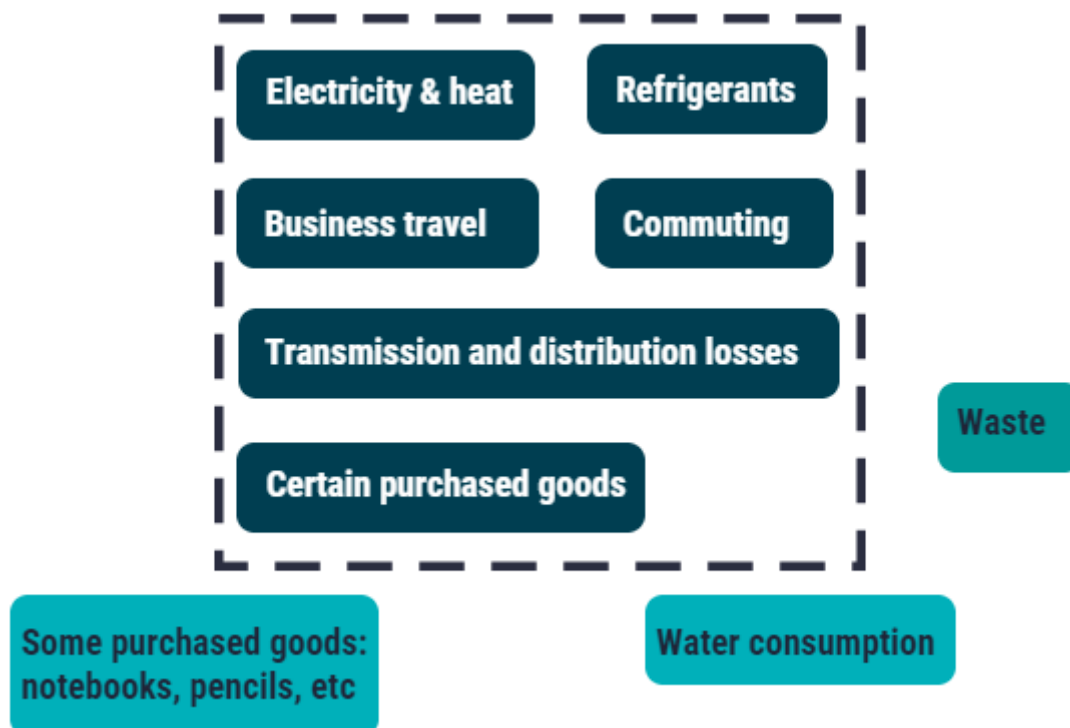 Electricity & heat
Refrigerants
Business travel
Commuting
Transmission and distribution losses
Waste
Certain purchased goods
Some purchased goods:
notebooks, pencils, etc
Water consumption